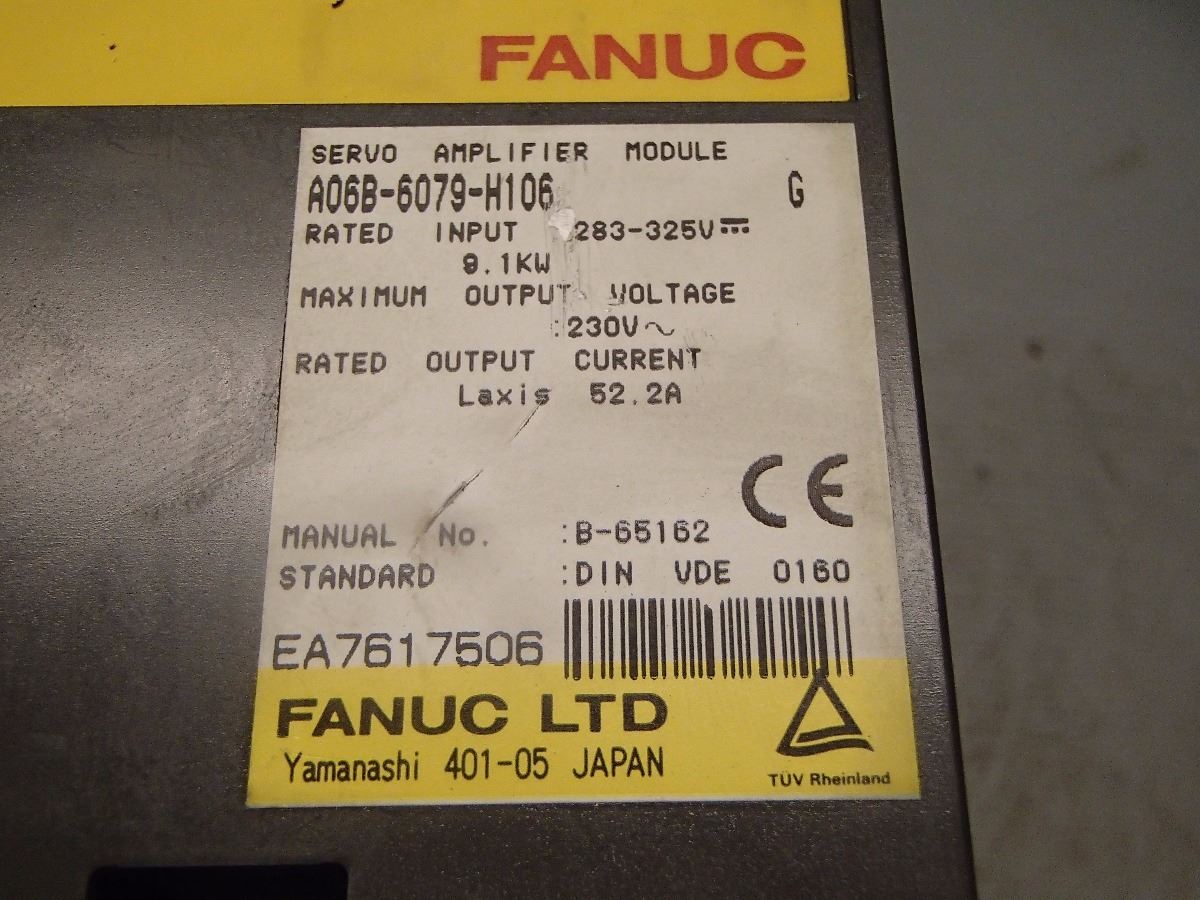 FANUC
SERVO AMPLIFIER MODULE
A06B-6079-H106 G
RATED INPUT 283-325V⎓
9.1KW
MAXIMUM OUTPUT VOLTAGE
:230V~
RATED OUTPUT CURRENT
Laxis 52.2A
CE
MANUAL No. :B-65162
STANDARD :DIN VDE 0160
EA7617506
FANUC LTD
Yamanashi 401-05 JAPAN
TÜV Rheinland